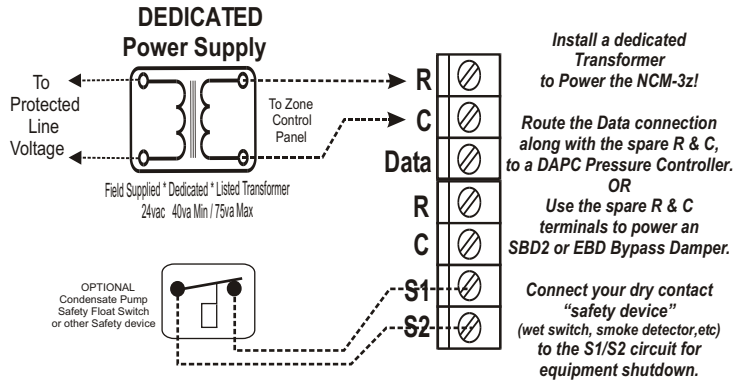 DEDICATED
Power Supply
To
Protected
Line
Voltage
To Zone
Control
Panel
Field Supplied * Dedicated * Listed Transformer
24vac 40va Min / 75va Max
OPTIONAL
Condensate Pump
Safety Float Switch
or other Safety device
R
C
Data
R
C
S1
S2
Install a dedicated
Transformer
to Power the NCM-3z!
Route the Data connection
along with the spare R & C,
to a DAPC Pressure Controller.
OR
Use the spare R & C
terminals to power an
SBD2 or EBD Bypass Damper.
Connect your dry contact
“safety device”
(wet switch, smoke detector,etc)
to the S1/S2 circuit for
equipment shutdown.